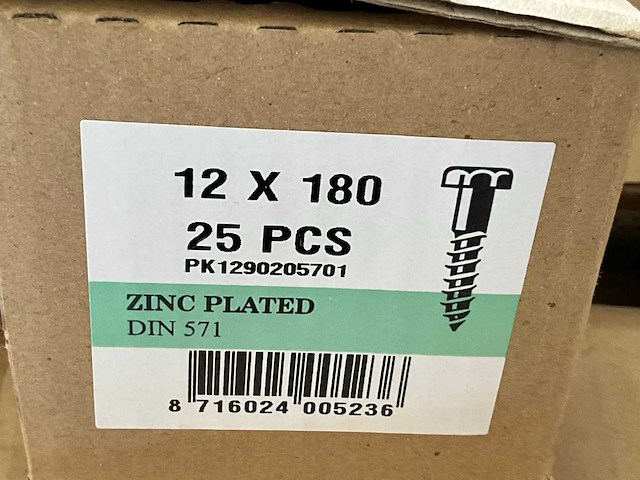 12 X 180
25 PCS
PK1290205701
ZINC PLATED
DIN 571
8 716024 005236